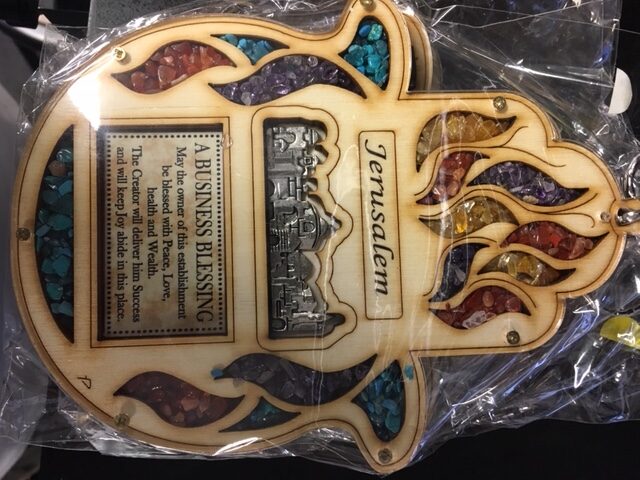 Jerusalem
A BUSINESS BLESSING
May the owner of this establishment
be blessed with Peace, Love,
health and Wealth.
The Creator will deliver him Success
and will keep Joy abide in this place.